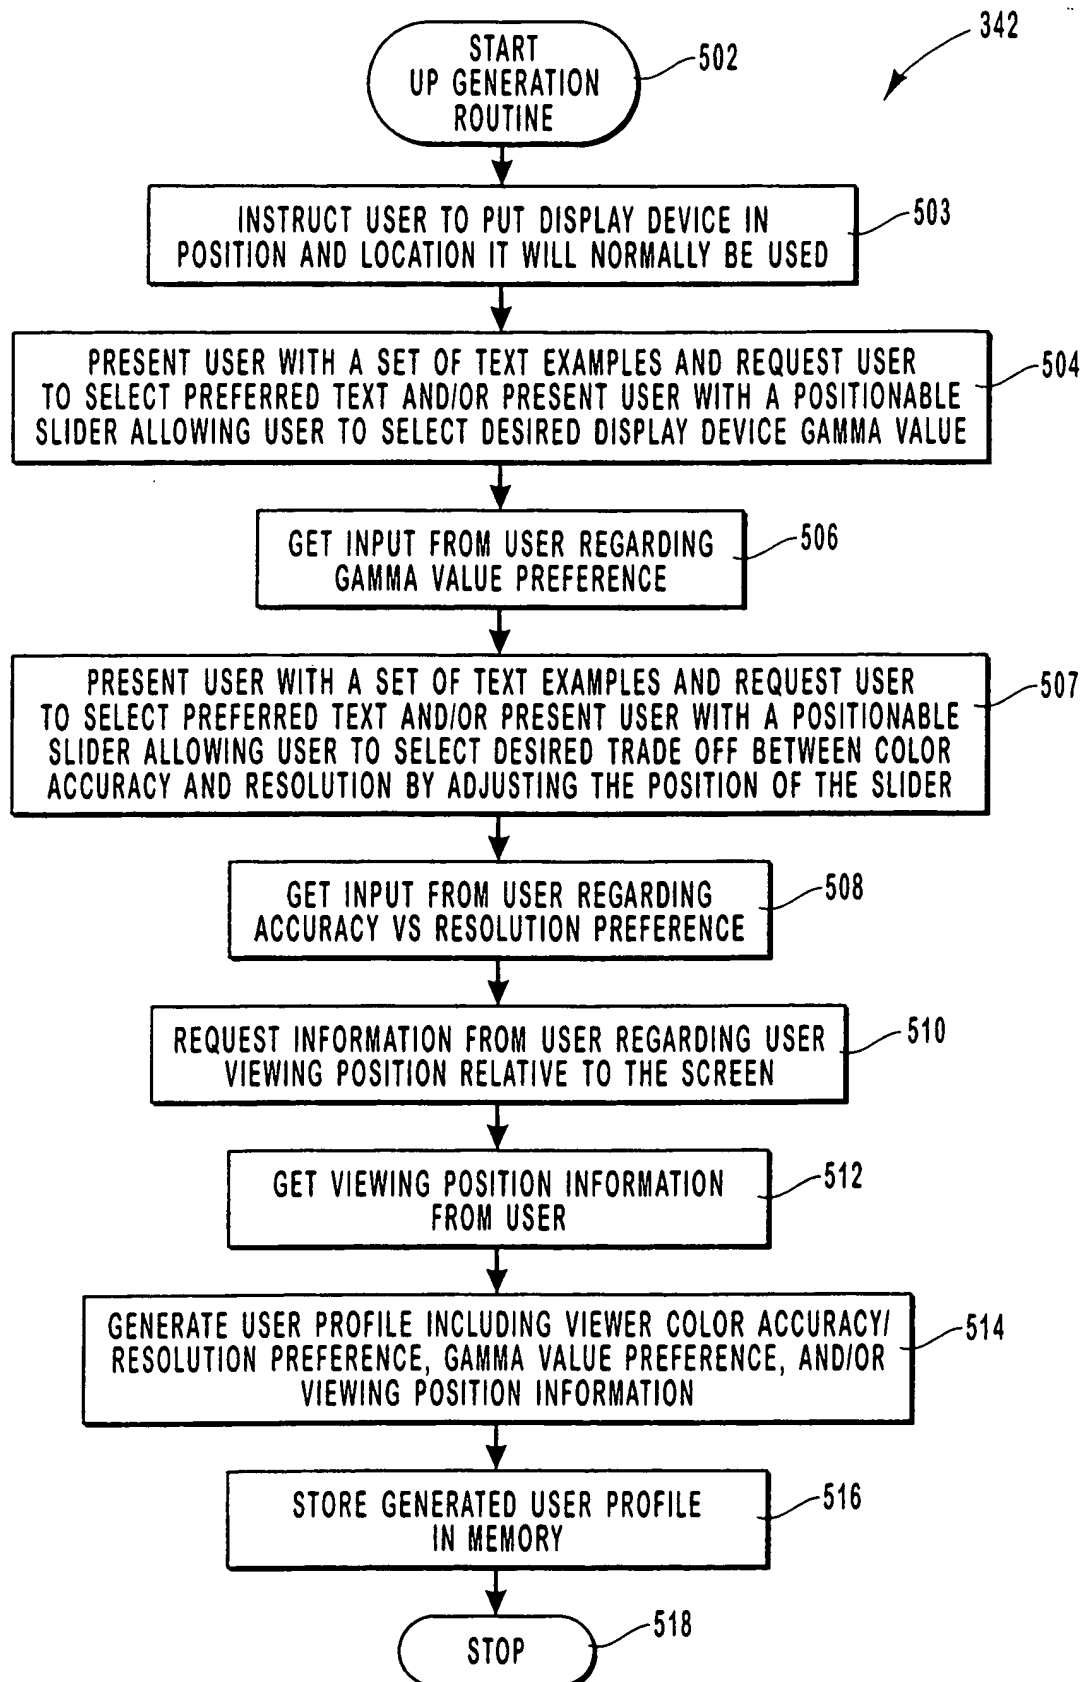 342
START
UP GENERATION
ROUTINE
502
INSTRUCT USER TO PUT DISPLAY DEVICE IN
POSITION AND LOCATION IT WILL NORMALLY BE USED
503
PRESENT USER WITH A SET OF TEXT EXAMPLES AND REQUEST USER
TO SELECT PREFERRED TEXT AND/OR PRESENT USER WITH A POSITIONABLE
SLIDER ALLOWING USER TO SELECT DESIRED DISPLAY DEVICE GAMMA VALUE
504
GET INPUT FROM USER REGARDING
GAMMA VALUE PREFERENCE
506
PRESENT USER WITH A SET OF TEXT EXAMPLES AND REQUEST USER
TO SELECT PREFERRED TEXT AND/OR PRESENT USER WITH A POSITIONABLE
SLIDER ALLOWING USER TO SELECT DESIRED TRADE OFF BETWEEN COLOR
ACCURACY AND RESOLUTION BY ADJUSTING THE POSITION OF THE SLIDER
507
GET INPUT FROM USER REGARDING
ACCURACY VS RESOLUTION PREFERENCE
508
REQUEST INFORMATION FROM USER REGARDING USER
VIEWING POSITION RELATIVE TO THE SCREEN
510
GET VIEWING POSITION INFORMATION
FROM USER
512
GENERATE USER PROFILE INCLUDING VIEWER COLOR ACCURACY/
RESOLUTION PREFERENCE, GAMMA VALUE PREFERENCE, AND/OR
VIEWING POSITION INFORMATION
514
STORE GENERATED USER PROFILE
IN MEMORY
516
STOP
518